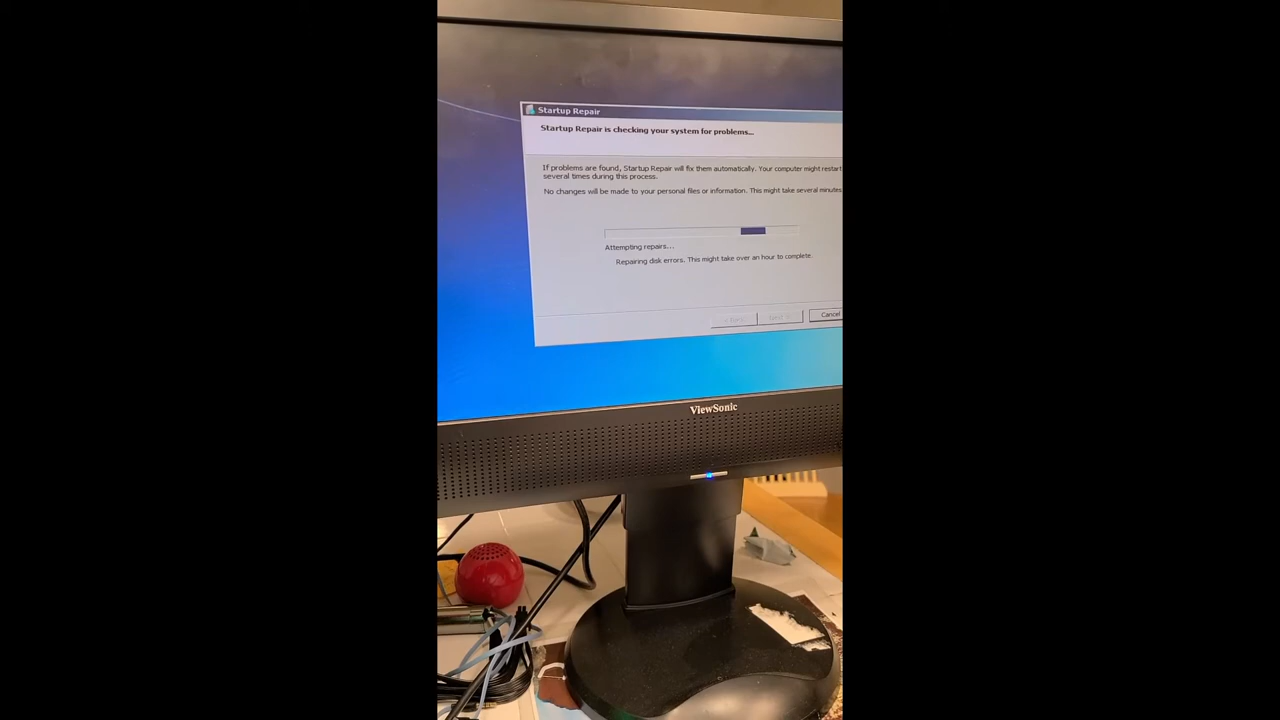 Startup Repair
Startup Repair is checking your system for problems...
If problems are found, Startup Repair will fix them automatically. Your computer might restart
several times during this process.
No changes will be made to your personal files or information. This might take several minutes
Attempting repairs...
Repairing disk errors. This might take over an hour to complete.
< Back
Next >
Cancel
ViewSonic